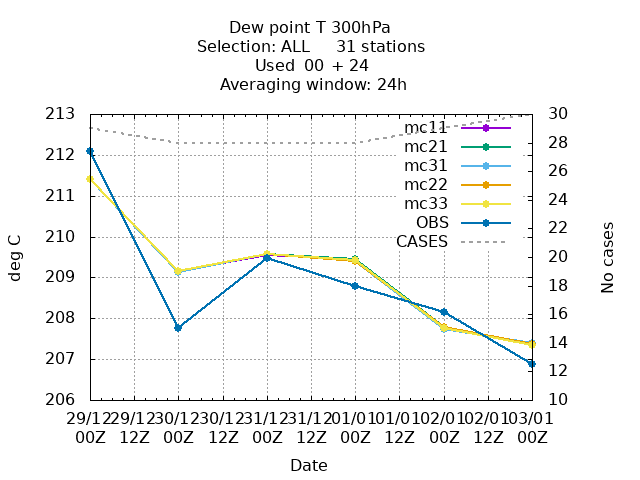 Dew point T 300hPa
Selection: ALL 31 stations
Used 00 + 24
Averaging window: 24h
213
212
211
210
209
208
207
206
deg C
30
28
26
24
22
20
18
16
14
12
10
No cases
mc11
mc21
mc31
mc22
mc33
OBS
CASES
29/12 29/12 30/12 30/12 31/12 31/12 01/01 01/01 02/01 02/01 03/01
00Z 12Z 00Z 12Z 00Z 12Z 00Z 12Z 00Z 12Z 00Z
Date